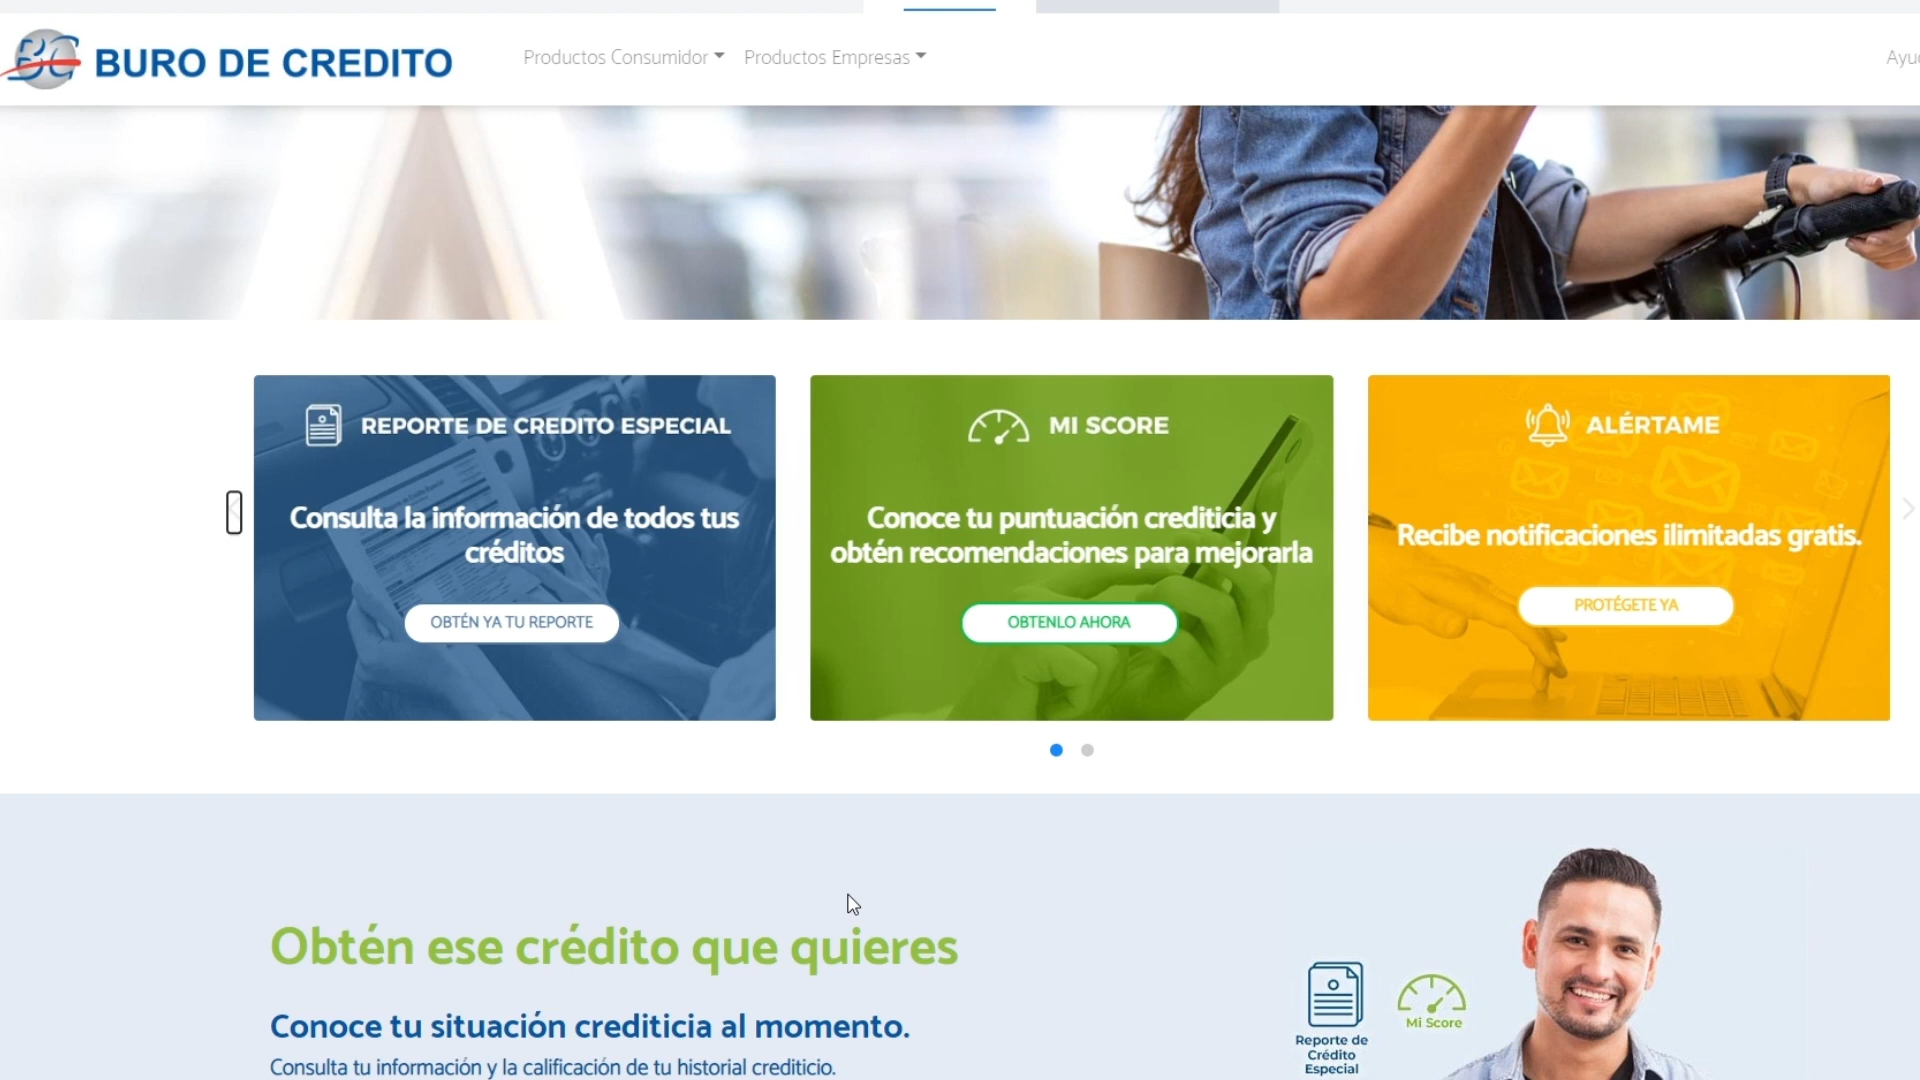 BURO DE CREDITO
Productos Consumidor
Productos Empresas
REPORTE DE CREDITO ESPECIAL
Consulta la información de todos tus
créditos
OBTÉN YA TU REPORTE
MI SCORE
Conoce tu puntuación crediticia y
obtén recomendaciones para mejorarla
OBTENLO AHORA
ALÉRTAME
Recibe notificaciones ilimitadas gratis.
PROTÉGETE YA
Obtén ese crédito que quieres
Conoce tu situación crediticia al momento.
Consulta tu información y la calificación de tu historial crediticio.
Reporte de
Crédito
Especial
Mi Score